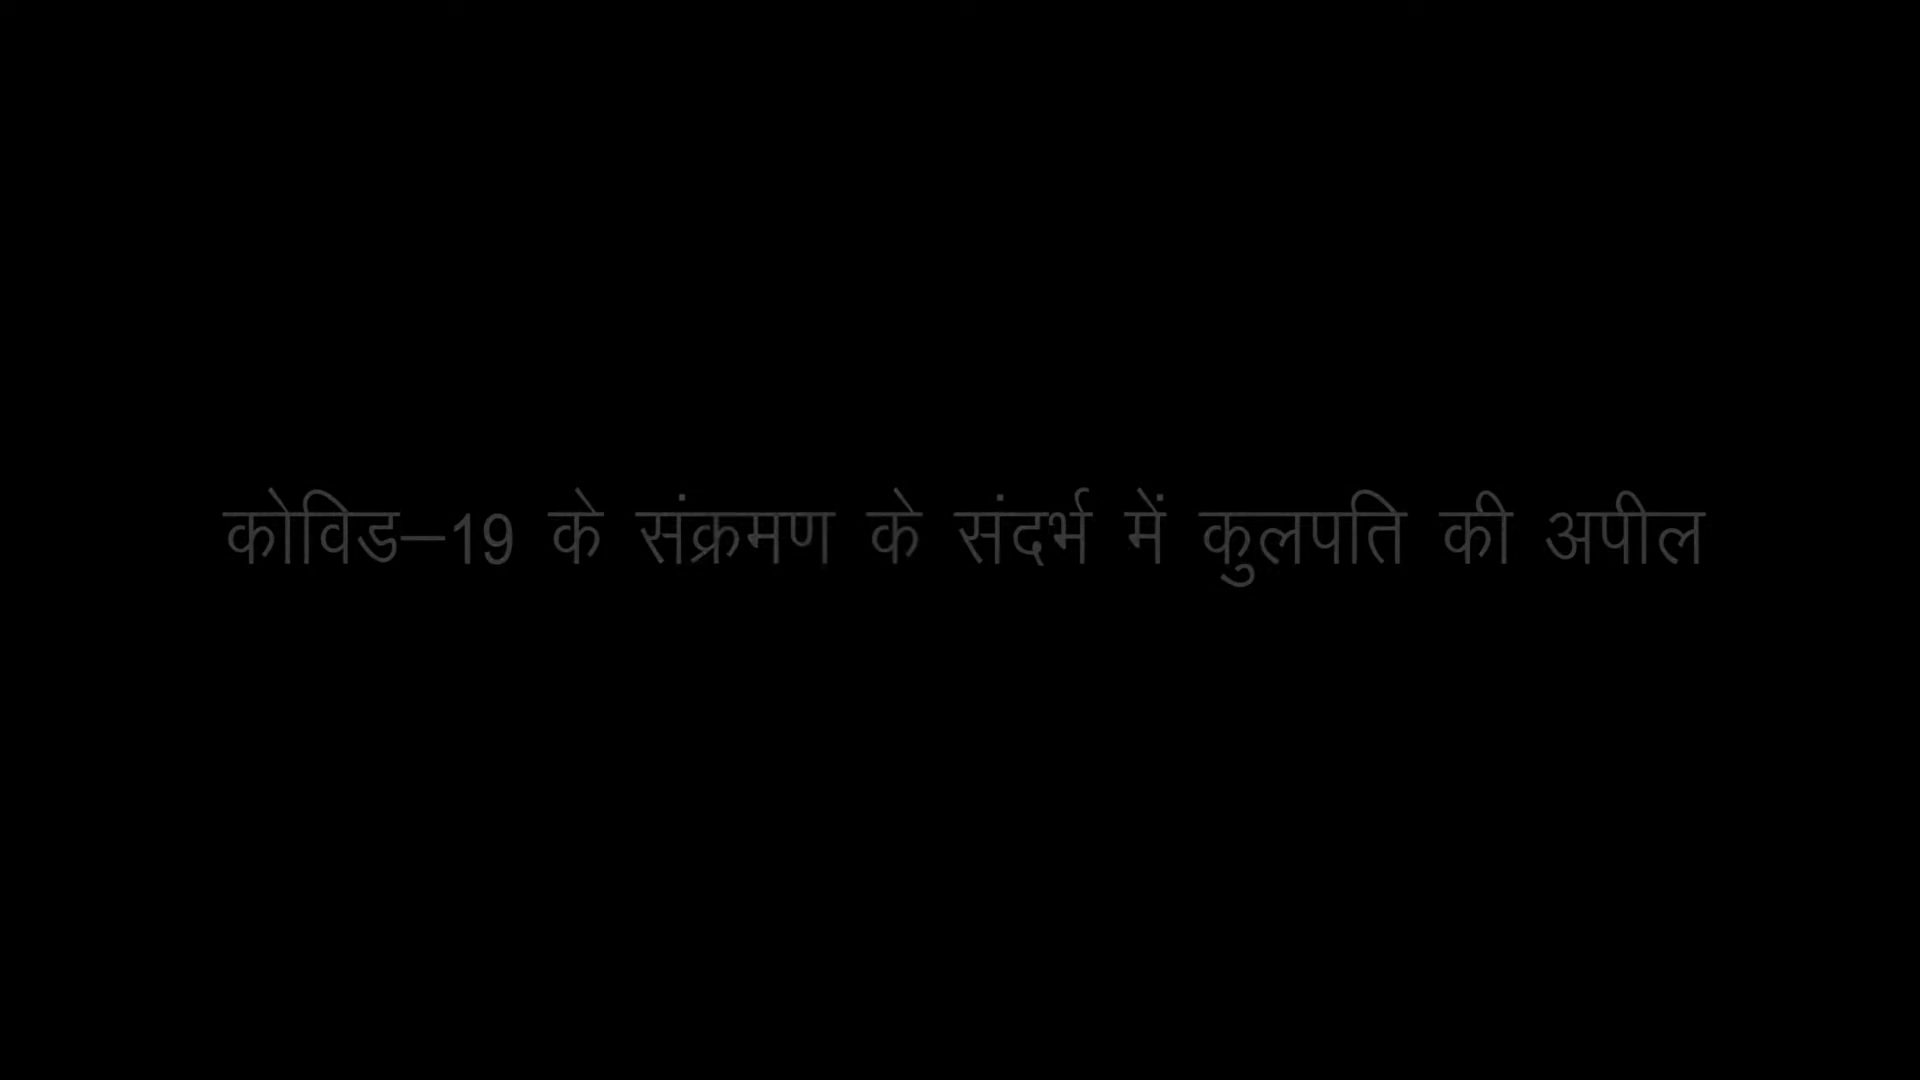 कोविड–19 के संक्रमण के संदर्भ में कुलपति की अपील